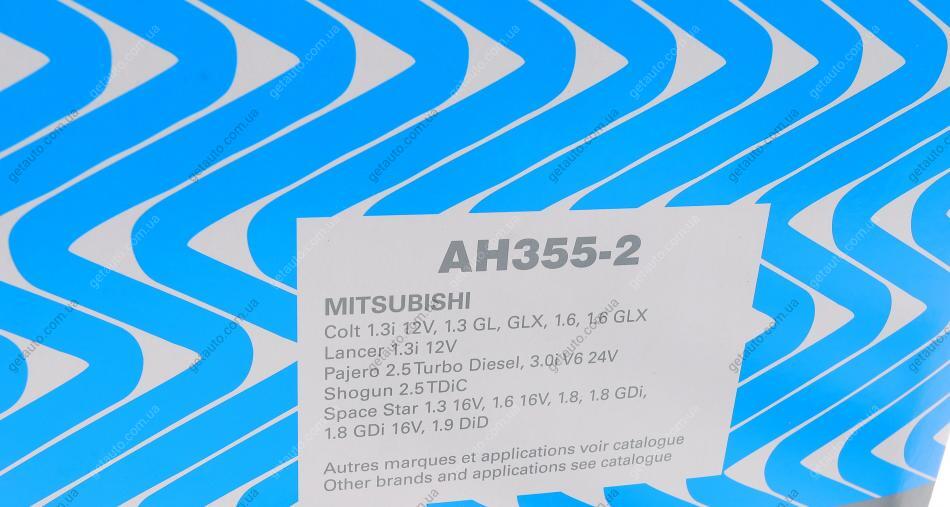 AH355-2
MITSUBISHI
Colt 1.3i 12V, 1.3 GL, GLX, 1.6, 1.6 GLX
Lancer 1.3i 12V
Pajero 2.5 Turbo Diesel, 3.0i V6 24V
Shogun 2.5 TDiC
Space Star 1.3 16V, 1.6 16V, 1.8, 1.8 GDi,
1.8 GDi 16V, 1.9 DiD
Autres marques et applications voir catalogue
Other brands and applications see catalogue
getauto.com.ua